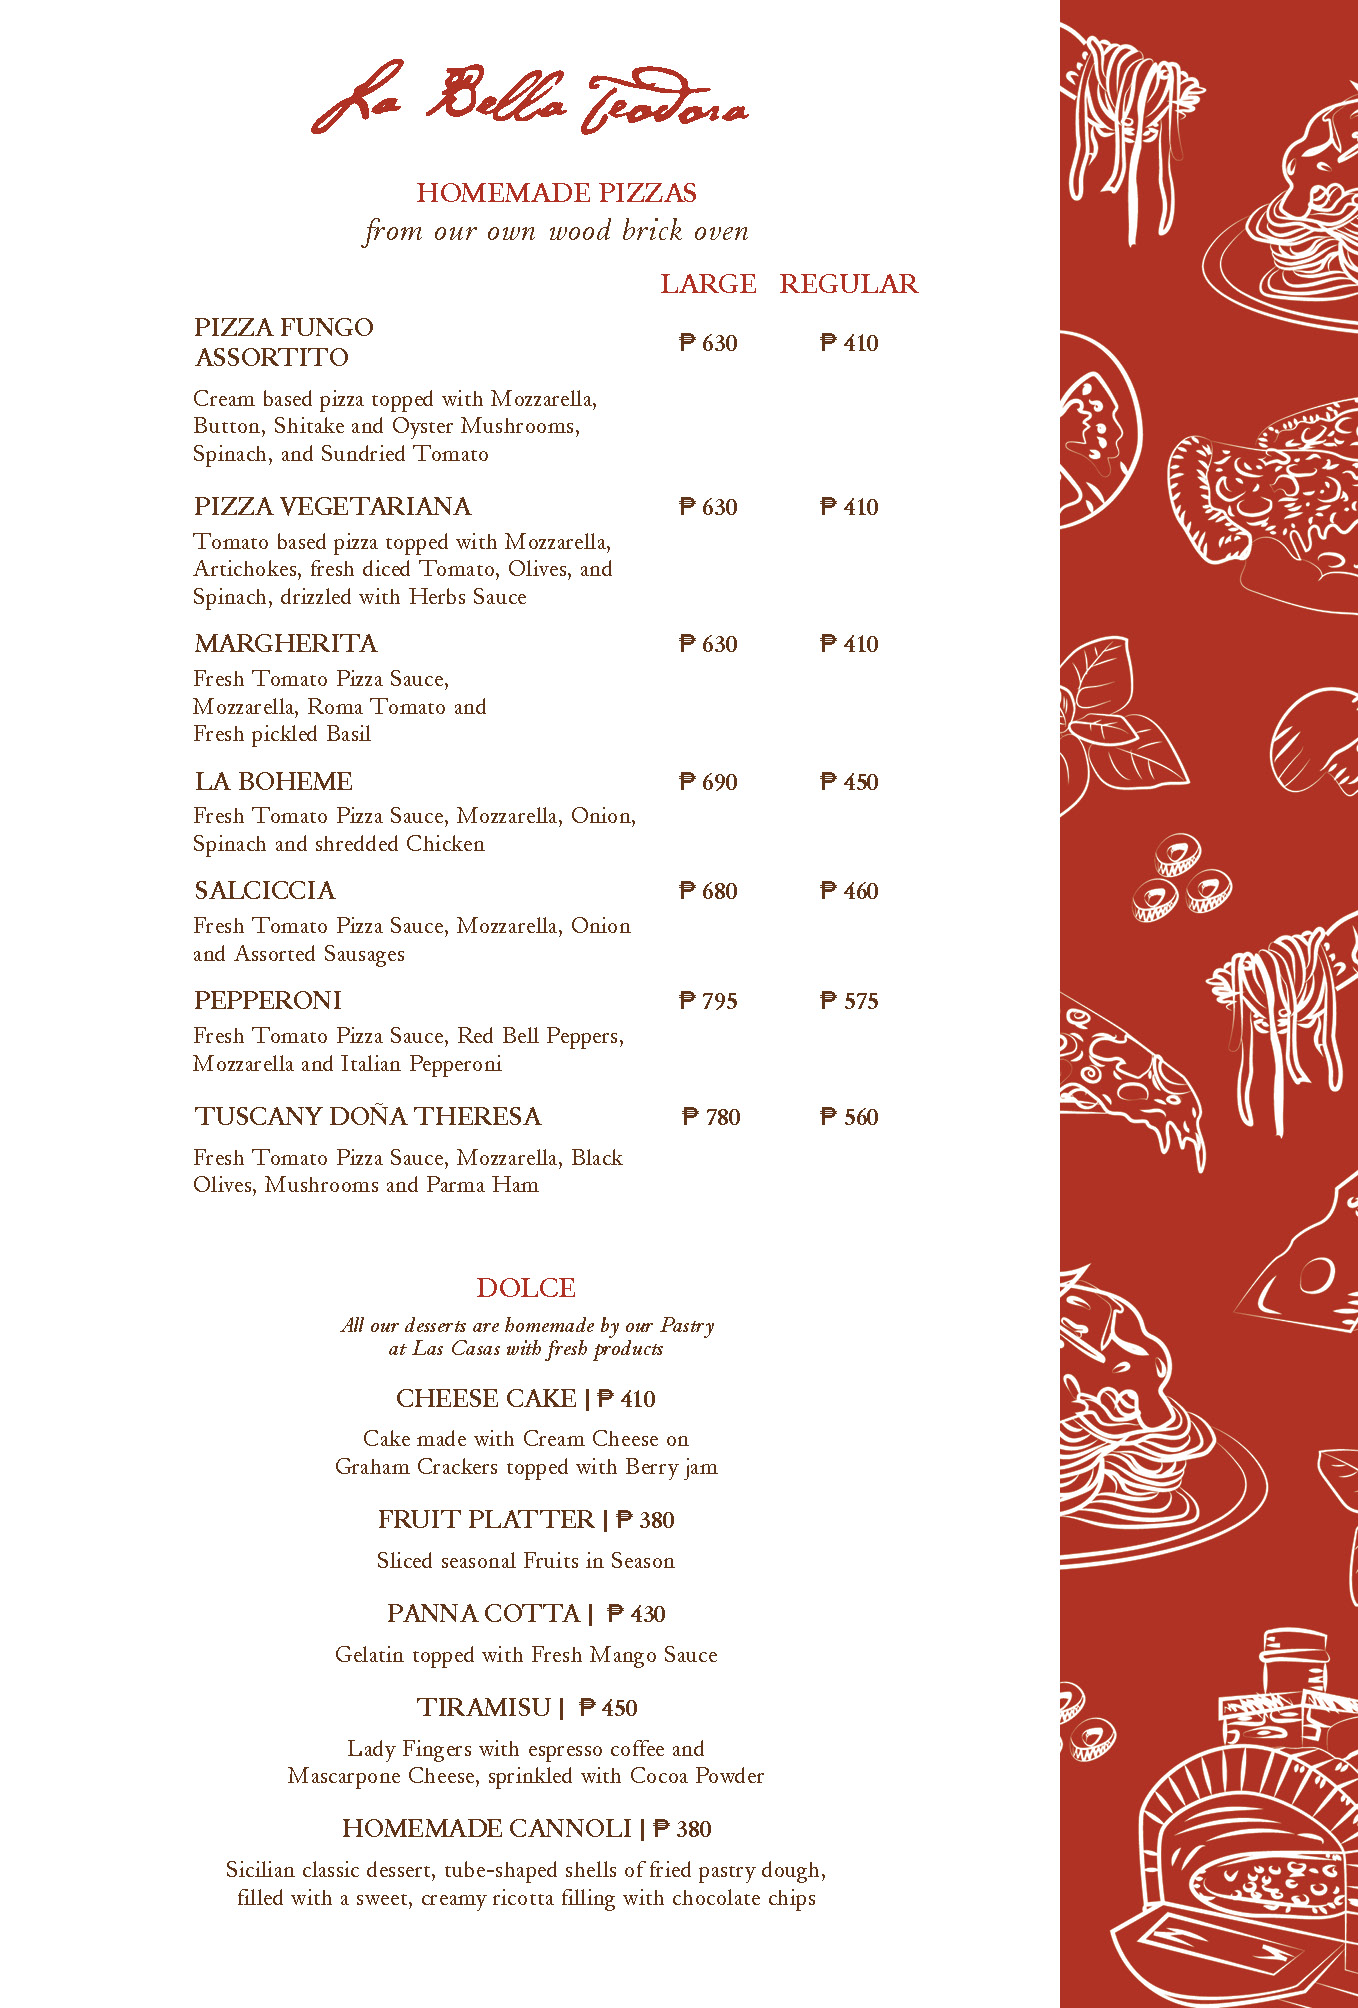 La Bella Teodora
HOMEMADE PIZZAS
from our own wood brick oven
LARGE REGULAR
PIZZA FUNGO
ASSORTITO
₱ 630 ₱ 410
Cream based pizza topped with Mozzarella,
Button, Shitake and Oyster Mushrooms,
Spinach, and Sundried Tomato
PIZZA VEGETARIANA ₱ 630 ₱ 410
Tomato based pizza topped with Mozzarella,
Artichokes, fresh diced Tomato, Olives, and
Spinach, drizzled with Herbs Sauce
MARGHERITA ₱ 630 ₱ 410
Fresh Tomato Pizza Sauce,
Mozzarella, Roma Tomato and
Fresh pickled Basil
LA BOHEME ₱ 690 ₱ 450
Fresh Tomato Pizza Sauce, Mozzarella, Onion,
Spinach and shredded Chicken
SALCICCIA ₱ 680 ₱ 460
Fresh Tomato Pizza Sauce, Mozzarella, Onion
and Assorted Sausages
PEPPERONI ₱ 795 ₱ 575
Fresh Tomato Pizza Sauce, Red Bell Peppers,
Mozzarella and Italian Pepperoni
TUSCANY DOÑA THERESA ₱ 780 ₱ 560
Fresh Tomato Pizza Sauce, Mozzarella, Black
Olives, Mushrooms and Parma Ham
DOLCE
All our desserts are homemade by our Pastry
at Las Casas with fresh products
CHEESE CAKE | ₱ 410
Cake made with Cream Cheese on
Graham Crackers topped with Berry jam
FRUIT PLATTER | ₱ 380
Sliced seasonal Fruits in Season
PANNA COTTA | ₱ 430
Gelatin topped with Fresh Mango Sauce
TIRAMISU | ₱ 450
Lady Fingers with espresso coffee and
Mascarpone Cheese, sprinkled with Cocoa Powder
HOMEMADE CANNOLI | ₱ 380
Sicilian classic dessert, tube-shaped shells of fried pastry dough,
filled with a sweet, creamy ricotta filling with chocolate chips